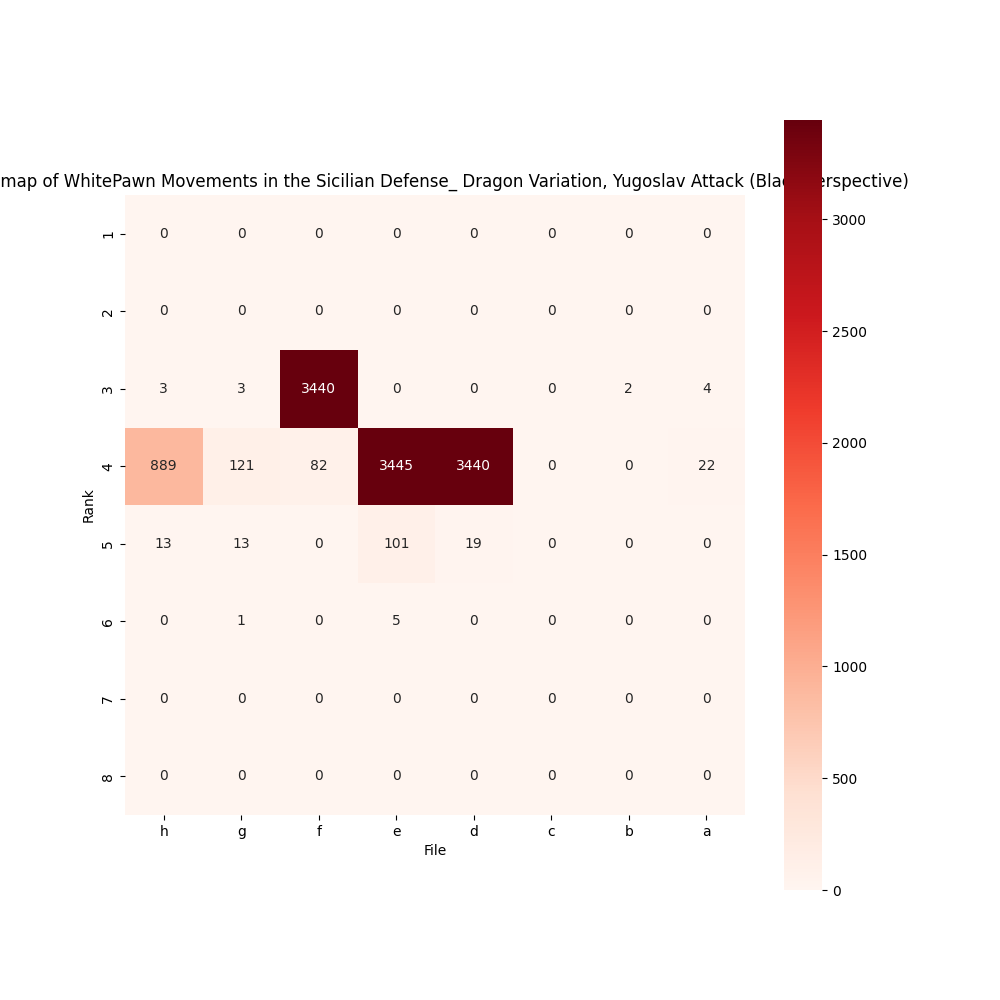 map of WhitePawn Movements in the Sicilian Defense_ Dragon Variation, Yugoslav Attack (Bla erspective)
1 0 0 0 0 0 0 0 0
2 0 0 0 0 0 0 0 0
3 3 3 3440 0 0 0 2 4
4 889 121 82 3445 3440 0 0 22
Rank
5 13 13 0 101 19 0 0 0
6 0 1 0 5 0 0 0 0
7 0 0 0 0 0 0 0 0
8 0 0 0 0 0 0 0 0
h g f e d c b a
File
3000
2500
2000
1500
1000
500
0